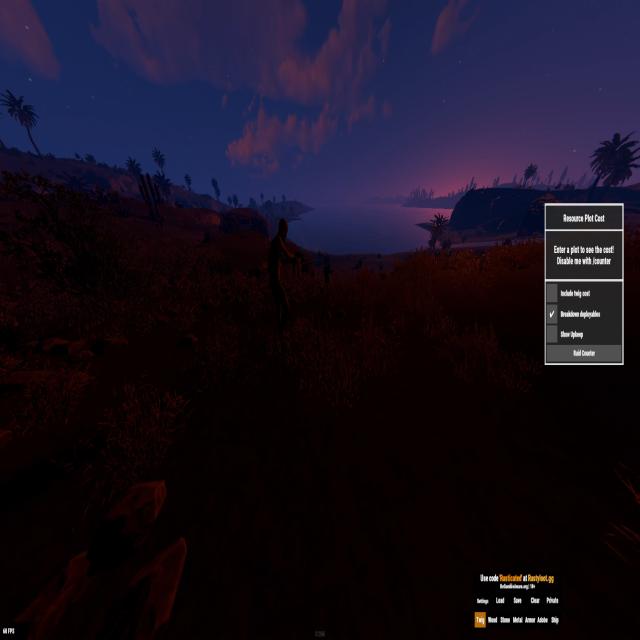 Resource Plot Cost
Enter a plot to see the cost!
Disable me with /counter
Include twig cost
✓ Breakdown deployables
Show Upkeep
Raid Counter
Use code 'Rusticated' at Rustyloot.gg
Settings Load Save Clear Private
Twig Wood Stone Metal Armor Adobe Skip
60 FPS